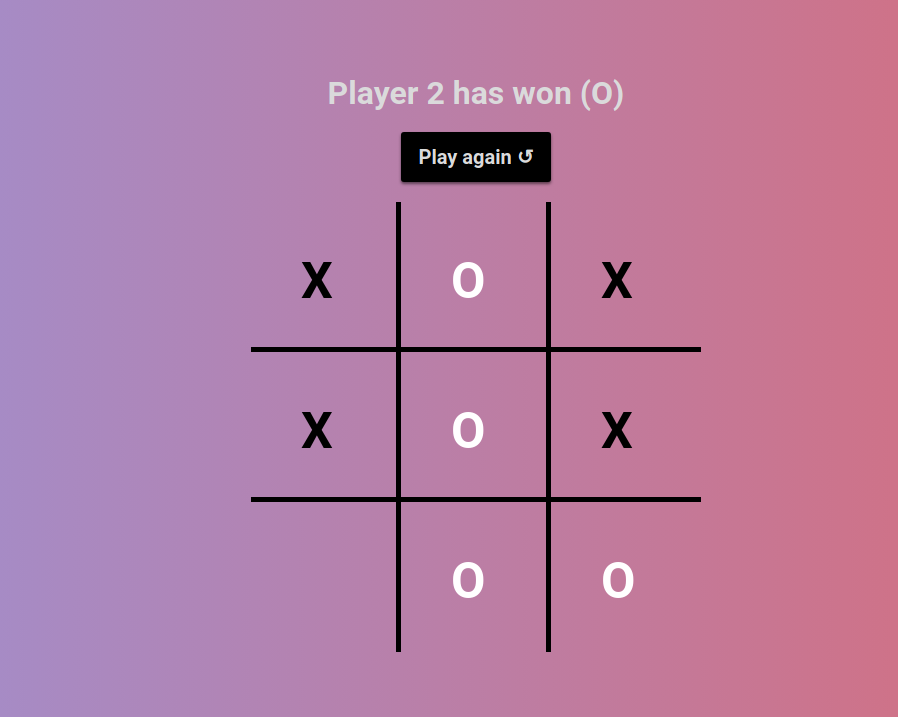 Player 2 has won (O)
Play again ↺
X O X
X O X
O O